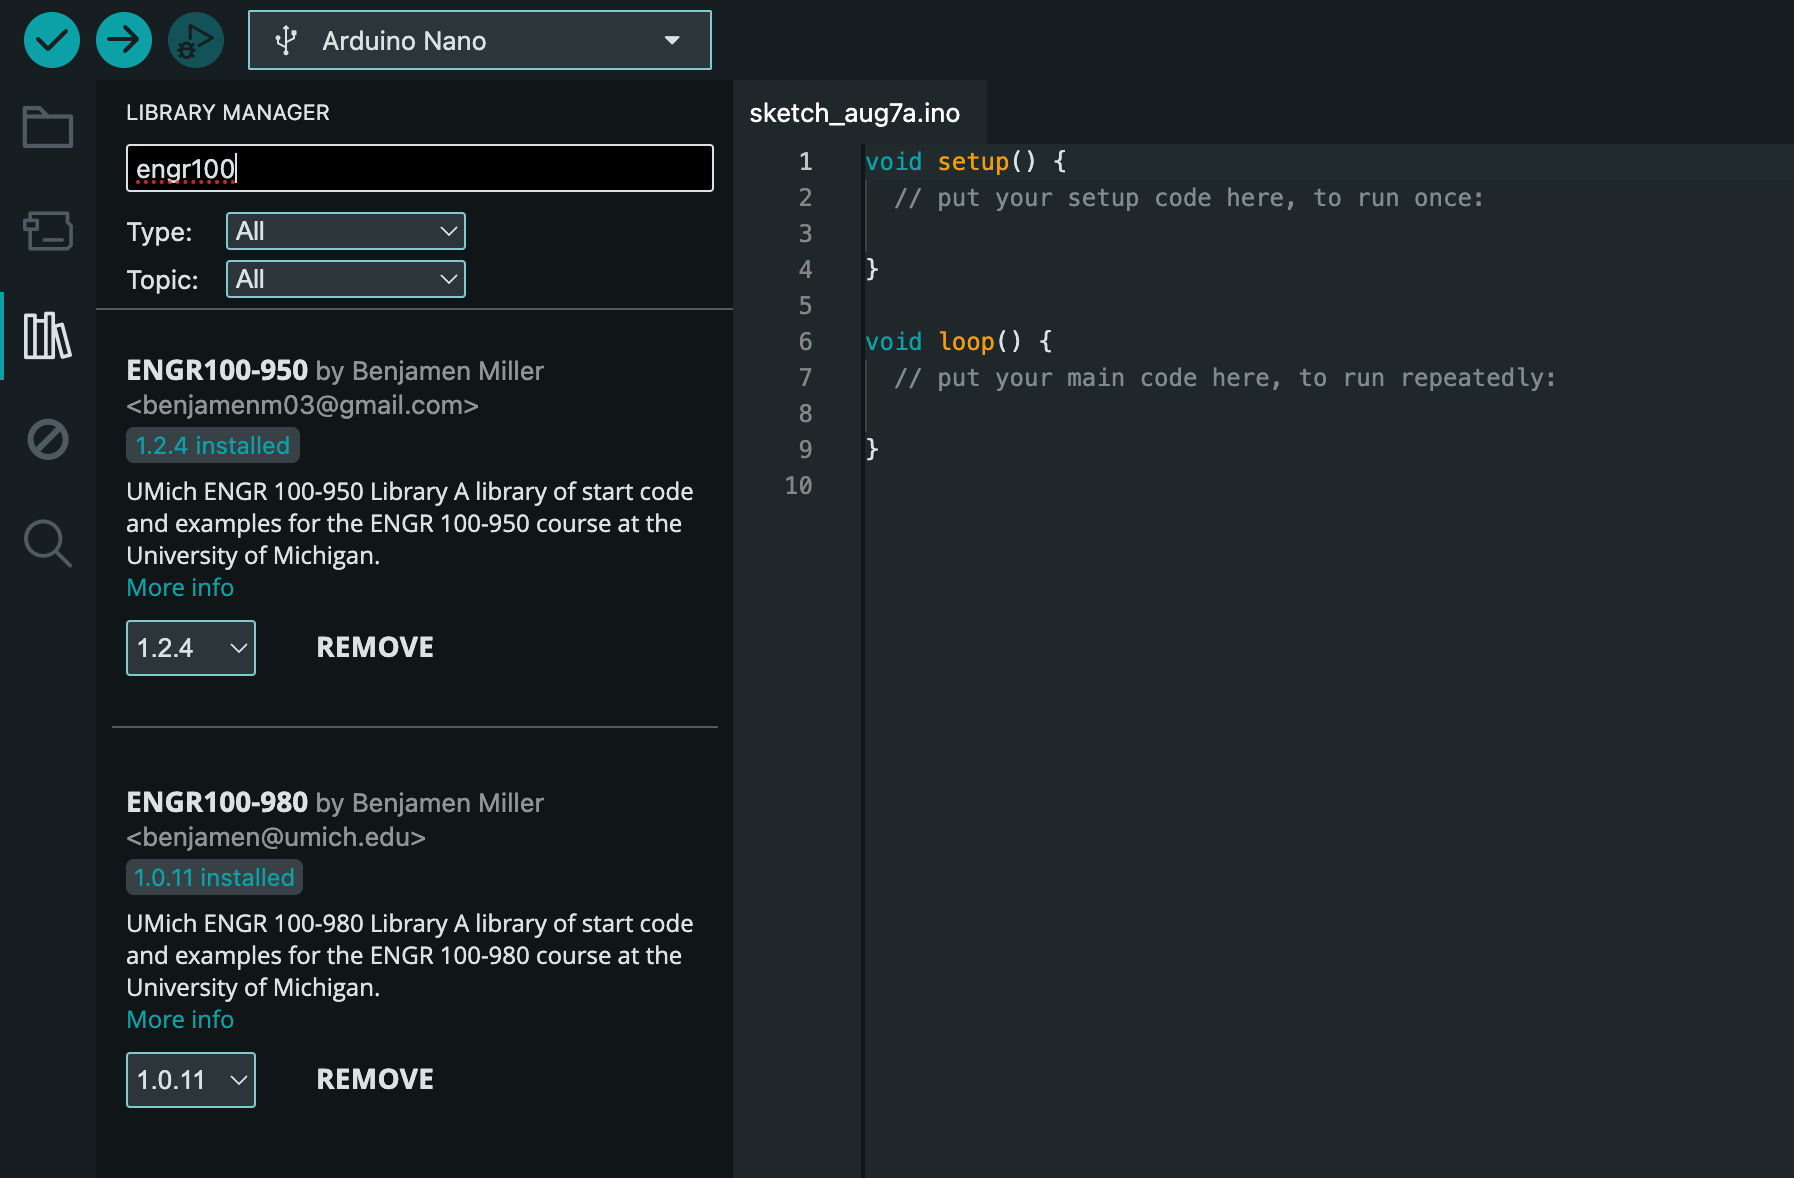 Arduino Nano
LIBRARY MANAGER
engr100
Type: All
Topic: All
ENGR100-950 by Benjamen Miller
<benjamenm03@gmail.com>
1.2.4 installed
UMich ENGR 100-950 Library A library of start code
and examples for the ENGR 100-950 course at the
University of Michigan.
More info
1.2.4 REMOVE
ENGR100-980 by Benjamen Miller
<benjamen@umich.edu>
1.0.11 installed
UMich ENGR 100-980 Library A library of start code
and examples for the ENGR 100-980 course at the
University of Michigan.
More info
1.0.11 REMOVE
sketch_aug7a.ino
1 void setup() {
2 // put your setup code here, to run once:
3
4 }
5
6 void loop() {
7 // put your main code here, to run repeatedly:
8
9 }
10